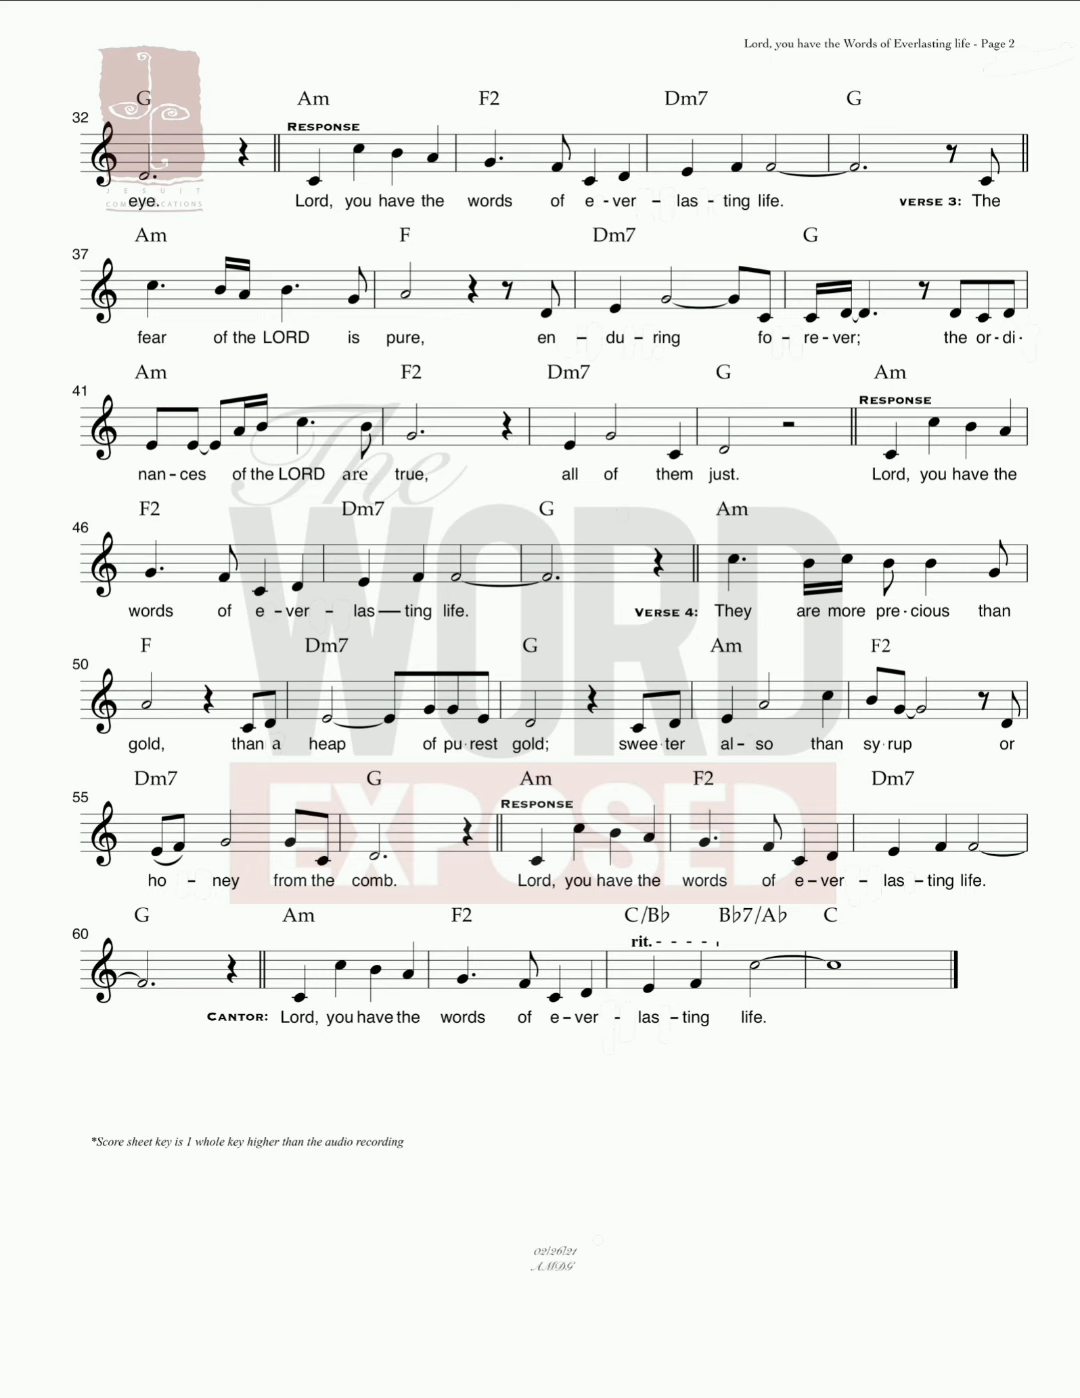 Lord, you have the Words of Everlasting life - Page 2
G Am F2 Dm7 G
32 RESPONSE
JESUIT
COMMUNICATIONS
eye. Lord, you have the words of e - ver – las - ting life. VERSE 3: The
Am F Dm7 G
37
fear of the LORD is pure, en – du – ring fo – re – ver; the or - di -
Am F2 Dm7 G Am
41 RESPONSE
nan – ces of the LORD are true, all of them just. Lord, you have the
The
F2 Dm7 G Am
46
words of e – ver – las — ting life. VERSE 4: They are more pre - cious than
WORD
F Dm7 G Am F2
50
gold, than a heap of pu - rest gold; swee - ter al – so than sy - rup or
Dm7 G Am F2 Dm7
55 RESPONSE
EXPOSED
ho – ney from the comb. Lord, you have the words of e – ver – las – ting life.
G Am F2 C/B♭ B♭7/A♭ C
60 rit.
CANTOR: Lord, you have the words of e – ver - las – ting life.
*Score sheet key is 1 whole key higher than the audio recording
02/26/21
AMDG